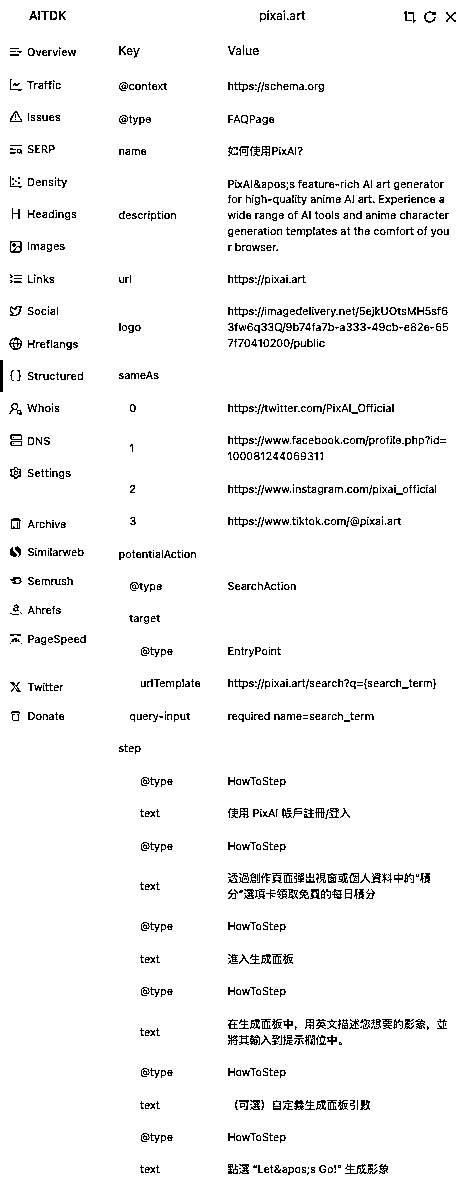 AITDK
pixai.art
Overview
Traffic
Issues
SERP
Density
Headings
Images
Links
Social
Hreflangs
Structured
Whois
DNS
Settings
Archive
Similarweb
Semrush
Ahrefs
PageSpeed
Twitter
Donate
Key Value
@context https://schema.org
@type FAQPage
name 如何使用PixAI?
description PixAI&apos;s feature-rich AI art generator
for high-quality anime AI art. Experience a
wide range of AI tools and anime character
generation templates at the comfort of you
r browser.
url https://pixai.art
logo https://imagedelivery.net/5ejkUOtsMH5sf6
3fw6q33Q/9b74fa7b-a333-49cb-e82e-65
7f70410200/public
sameAs
0 https://twitter.com/PixAI_Official
1 https://www.facebook.com/profile.php?id=
100081244069311
2 https://www.instagram.com/pixai_official
3 https://www.tiktok.com/@pixai.art
potentialAction
@type SearchAction
target
@type EntryPoint
urlTemplate https://pixai.art/search?q={search_term}
query-input required name=search_term
step
@type HowToStep
text 使用 PixAI 帳戶註冊/登入
@type HowToStep
text 透過創作頁面彈出視窗或個人資料中的“積
分”選項卡領取免費的每日積分
@type HowToStep
text 進入生成面板
@type HowToStep
text 在生成面板中，用英文描述您想要的影象，並
將其輸入到提示欄位中。
@type HowToStep
text （可選）自定義生成面板引數
@type HowToStep
text 點選 “Let&apos;s Go!” 生成影象